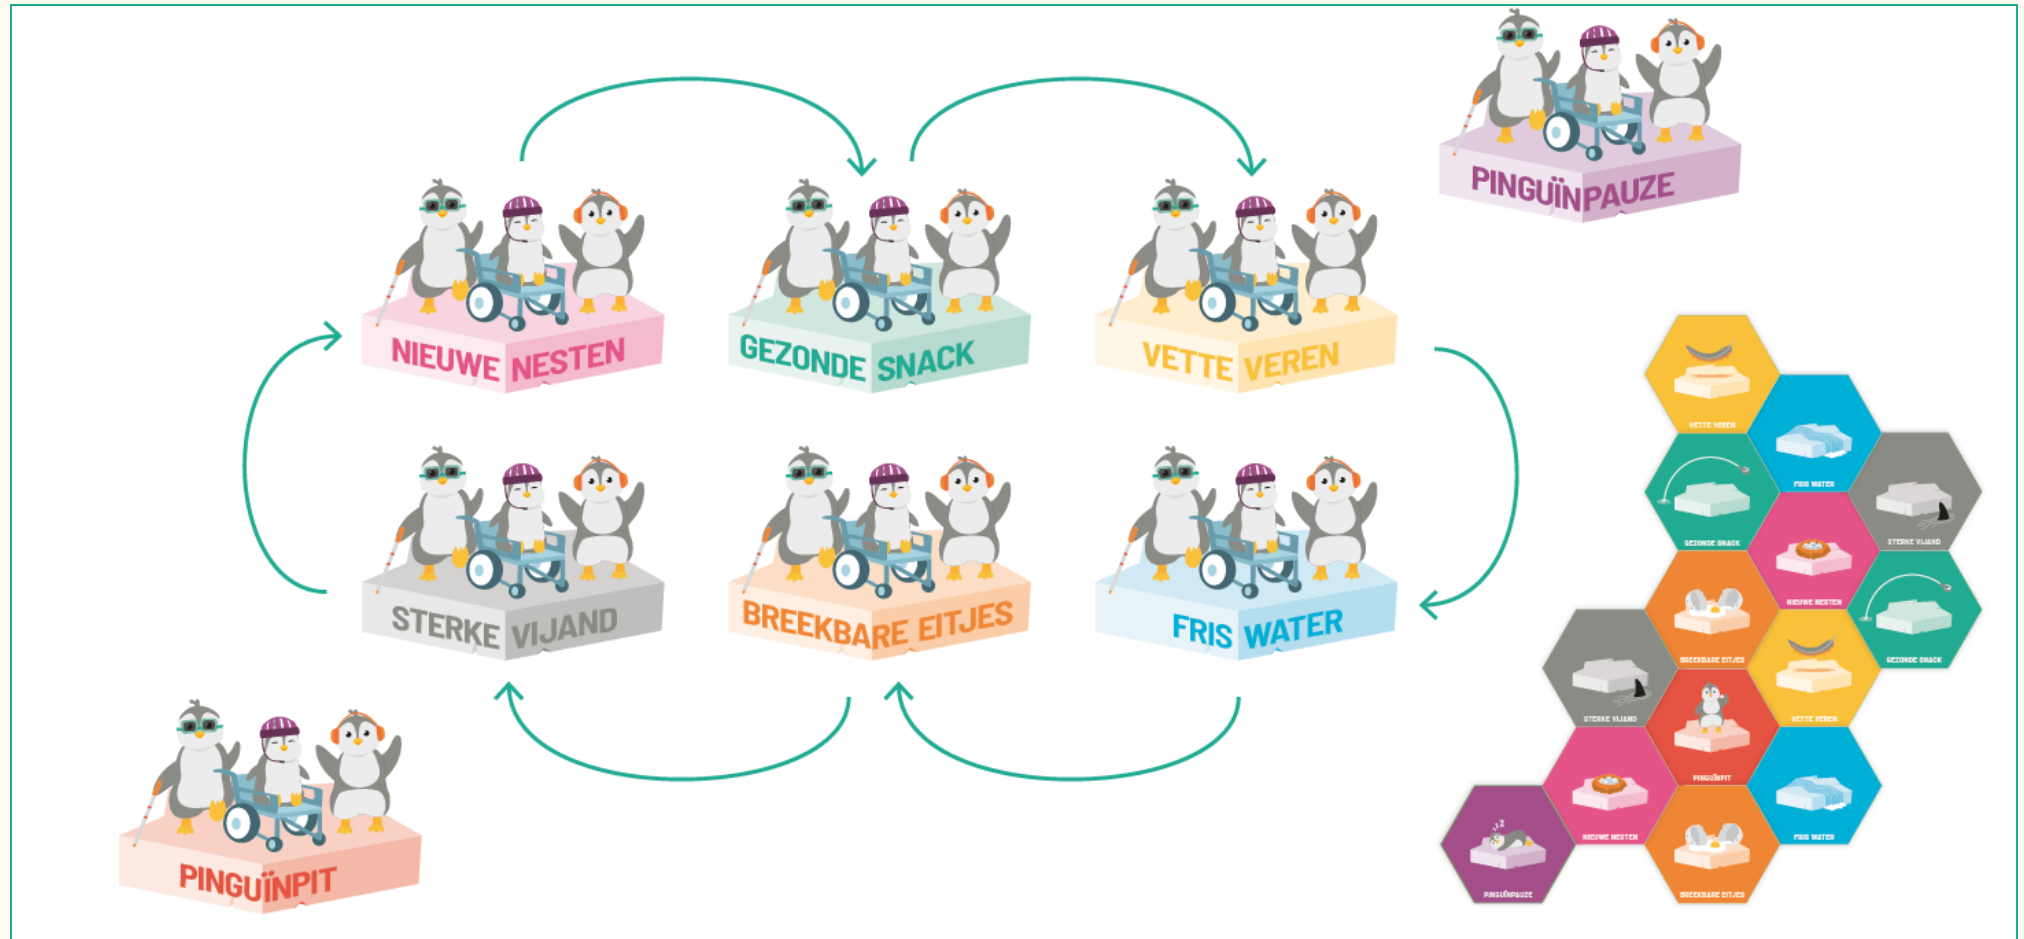 PINGUÏNPAUZE
NIEUWE NESTEN
GEZONDE SNACK
VETTE VEREN
STERKE VIJAND
BREEKBARE EITJES
FRIS WATER
PINGUÏNPIT
VETTE VEREN
FRIS WATER
GEZONDE SNACK
STERKE VIJAND
NIEUWE NESTEN
BREEKBARE EITJES
GEZONDE SNACK
STERKE VIJAND
VETTE VEREN
PINGUÏNPIT
NIEUWE NESTEN
FRIS WATER
ZZZ
PINGUÏNPAUZE
BREEKBARE EITJES